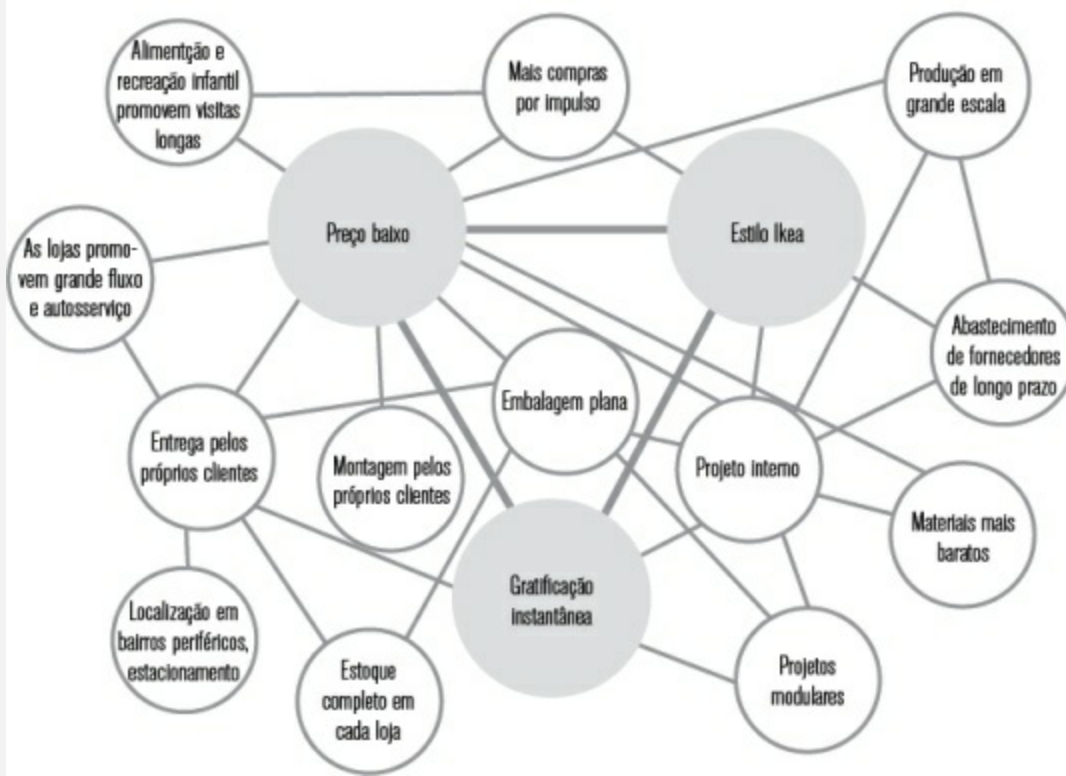 Alimentção e
recreação infantil
promovem visitas
longas
Mais compras
por impulso
Produção em
grande escala
Preço baixo
Estilo Ikea
As lojas promo-
vem grande fluxo
e autosserviço
Abastecimento
de fornecedores
de longo prazo
Embalagem plana
Entrega pelos
próprios clientes
Montagem pelos
próprios clientes
Projeto interno
Materiais mais
baratos
Gratificação
instantânea
Localização em
bairros periféricos,
estacionamento
Estoque
completo em
cada loja
Projetos
modulares